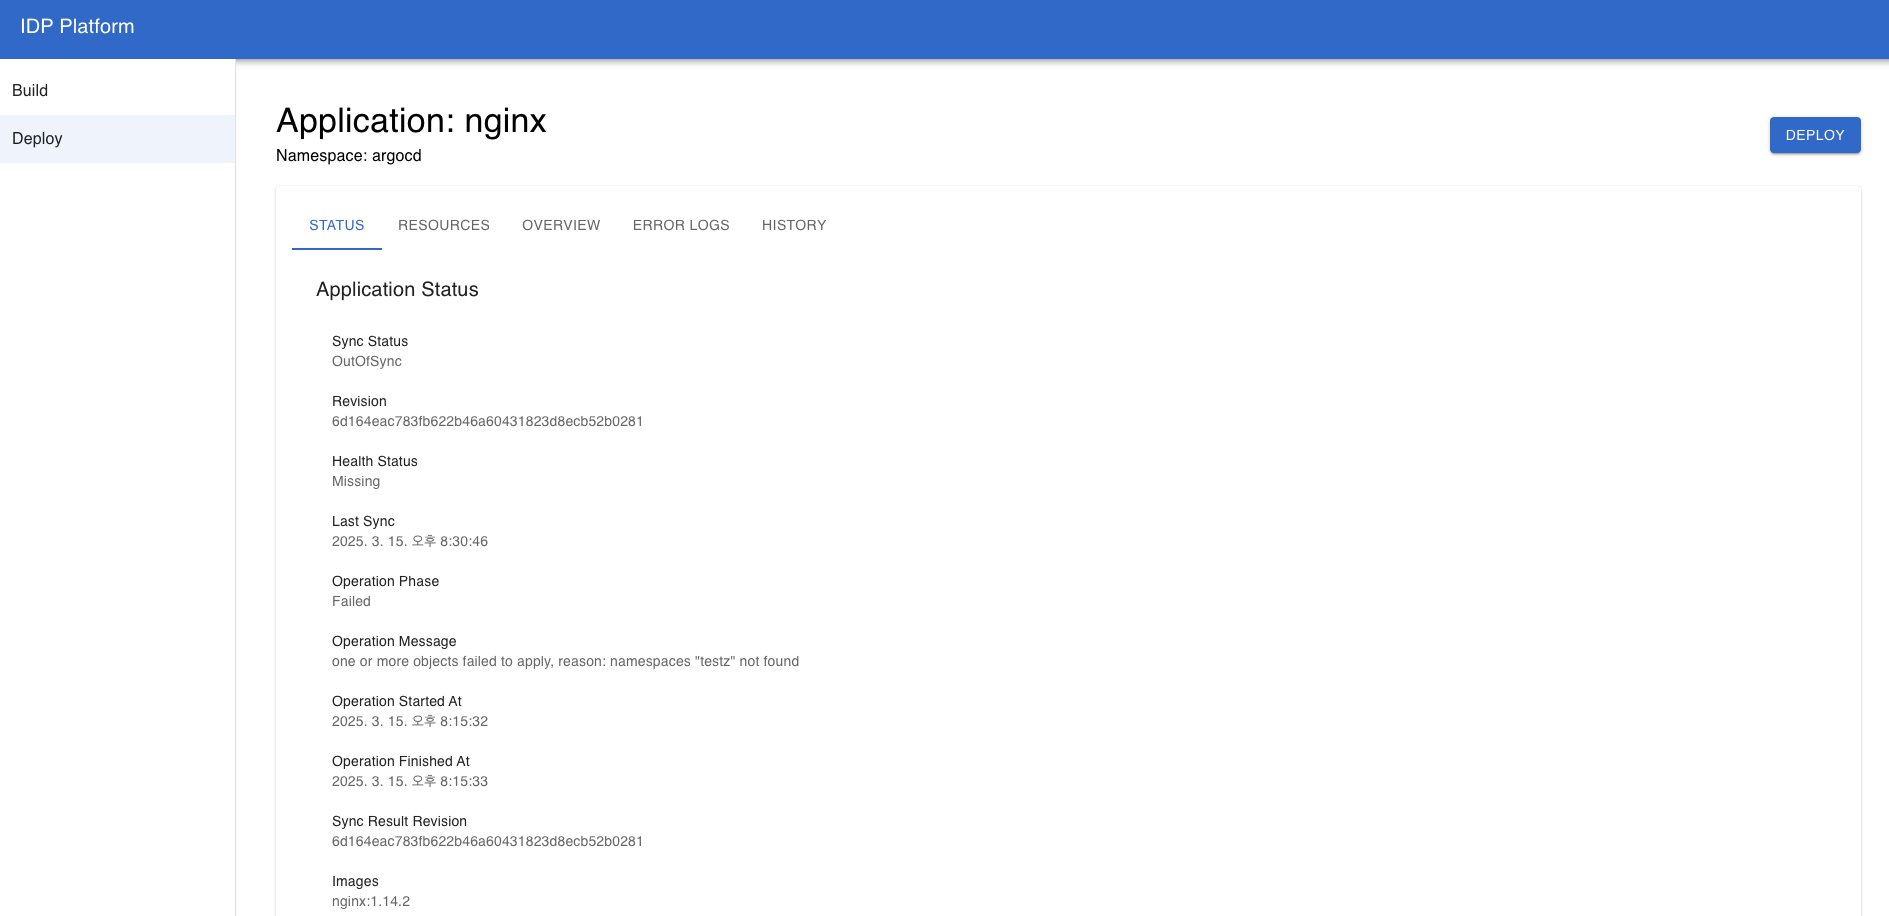 IDP Platform
Build
Deploy
Application: nginx
Namespace: argocd
DEPLOY
STATUS RESOURCES OVERVIEW ERROR LOGS HISTORY
Application Status
Sync Status
OutOfSync
Revision
6d164eac783fb622b46a60431823d8ecb52b0281
Health Status
Missing
Last Sync
2025. 3. 15. 오후 8:30:46
Operation Phase
Failed
Operation Message
one or more objects failed to apply, reason: namespaces "testz" not found
Operation Started At
2025. 3. 15. 오후 8:15:32
Operation Finished At
2025. 3. 15. 오후 8:15:33
Sync Result Revision
6d164eac783fb622b46a60431823d8ecb52b0281
Images
nginx:1.14.2